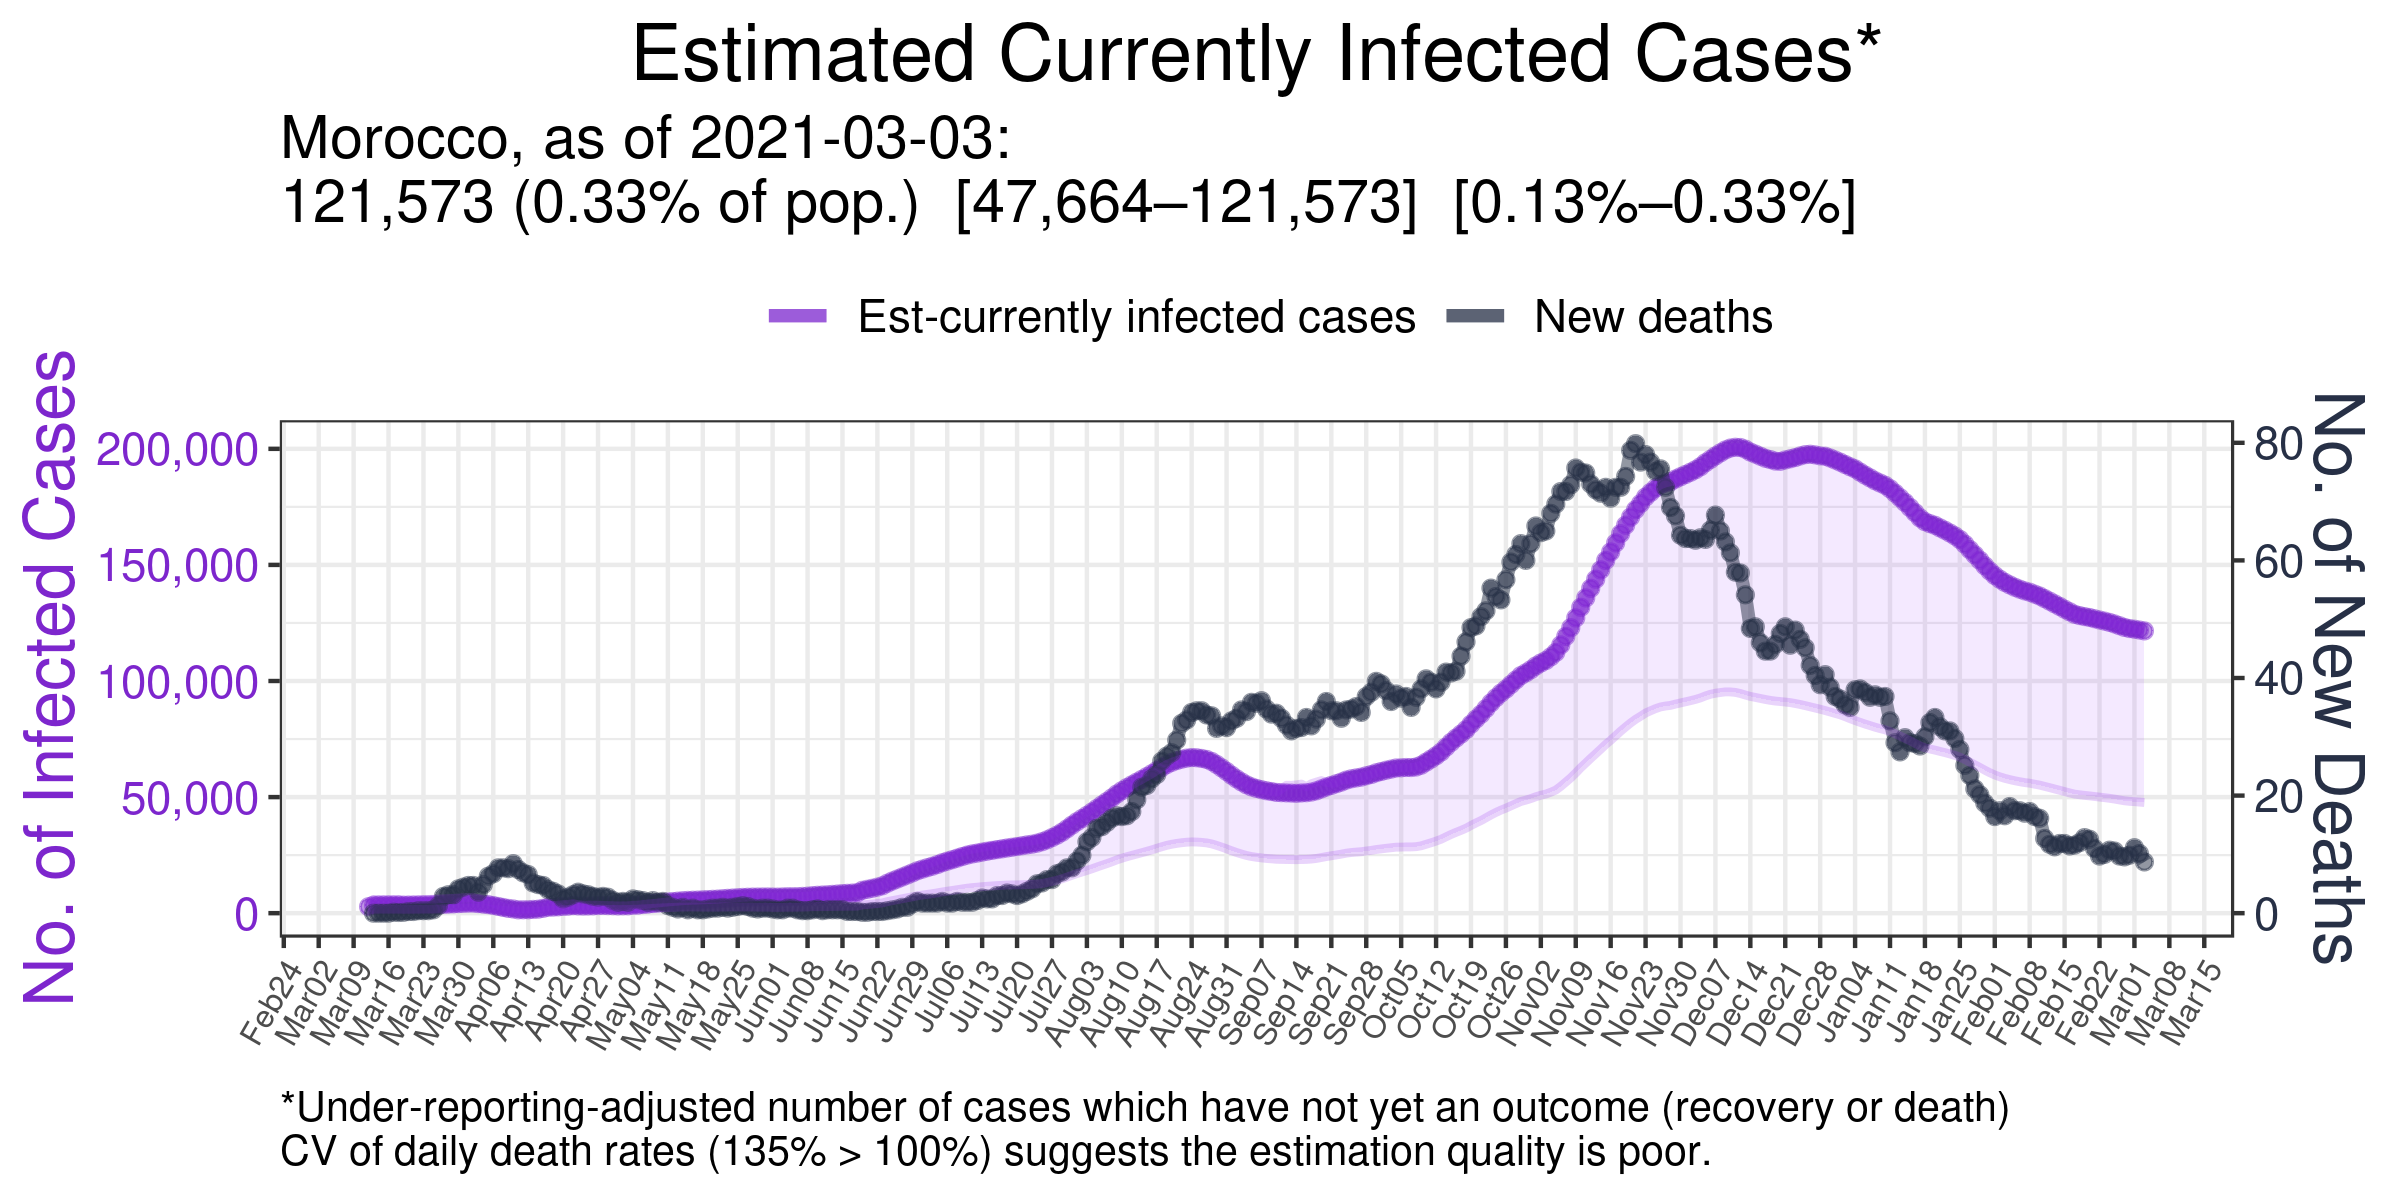 Estimated Currently Infected Cases*
Morocco, as of 2021-03-03:
121,573 (0.33% of pop.)  [47,664–121,573]  [0.13%–0.33%]
Est-currently infected cases
New deaths
No. of Infected Cases
200,000
150,000
100,000
50,000
0
80
60
40
20
0
No. of New Deaths
Feb24
Mar02
Mar09
Mar16
Mar23
Mar30
Apr06
Apr13
Apr20
Apr27
May04
May11
May18
May25
Jun01
Jun08
Jun15
Jun22
Jun29
Jul06
Jul13
Jul20
Jul27
Aug03
Aug10
Aug17
Aug24
Aug31
Sep07
Sep14
Sep21
Sep28
Oct05
Oct12
Oct19
Oct26
Nov02
Nov09
Nov16
Nov23
Nov30
Dec07
Dec14
Dec21
Dec28
Jan04
Jan11
Jan18
Jan25
Feb01
Feb08
Feb15
Feb22
Mar01
Mar08
Mar15
*Under-reporting-adjusted number of cases which have not yet an outcome (recovery or death)
CV of daily death rates (135% > 100%) suggests the estimation quality is poor.